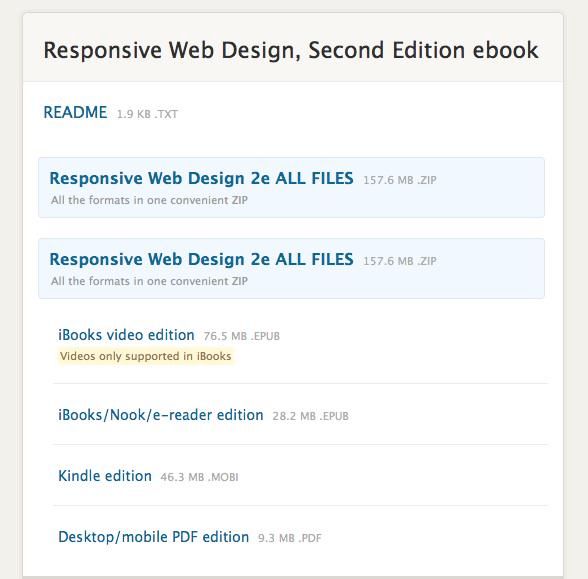 Responsive Web Design, Second Edition ebook
README 1.9 KB .TXT
Responsive Web Design 2e ALL FILES 157.6 MB .ZIP
All the formats in one convenient ZIP
Responsive Web Design 2e ALL FILES 157.6 MB .ZIP
All the formats in one convenient ZIP
iBooks video edition 76.5 MB .EPUB
Videos only supported in iBooks
iBooks/Nook/e-reader edition 28.2 MB .EPUB
Kindle edition 46.3 MB .MOBI
Desktop/mobile PDF edition 9.3 MB .PDF